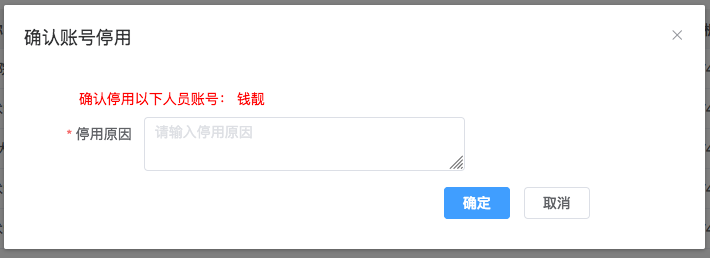 确认账号停用
确认停用以下人员账号： 钱靓
* 停用原因
请输入停用原因
确定
取消